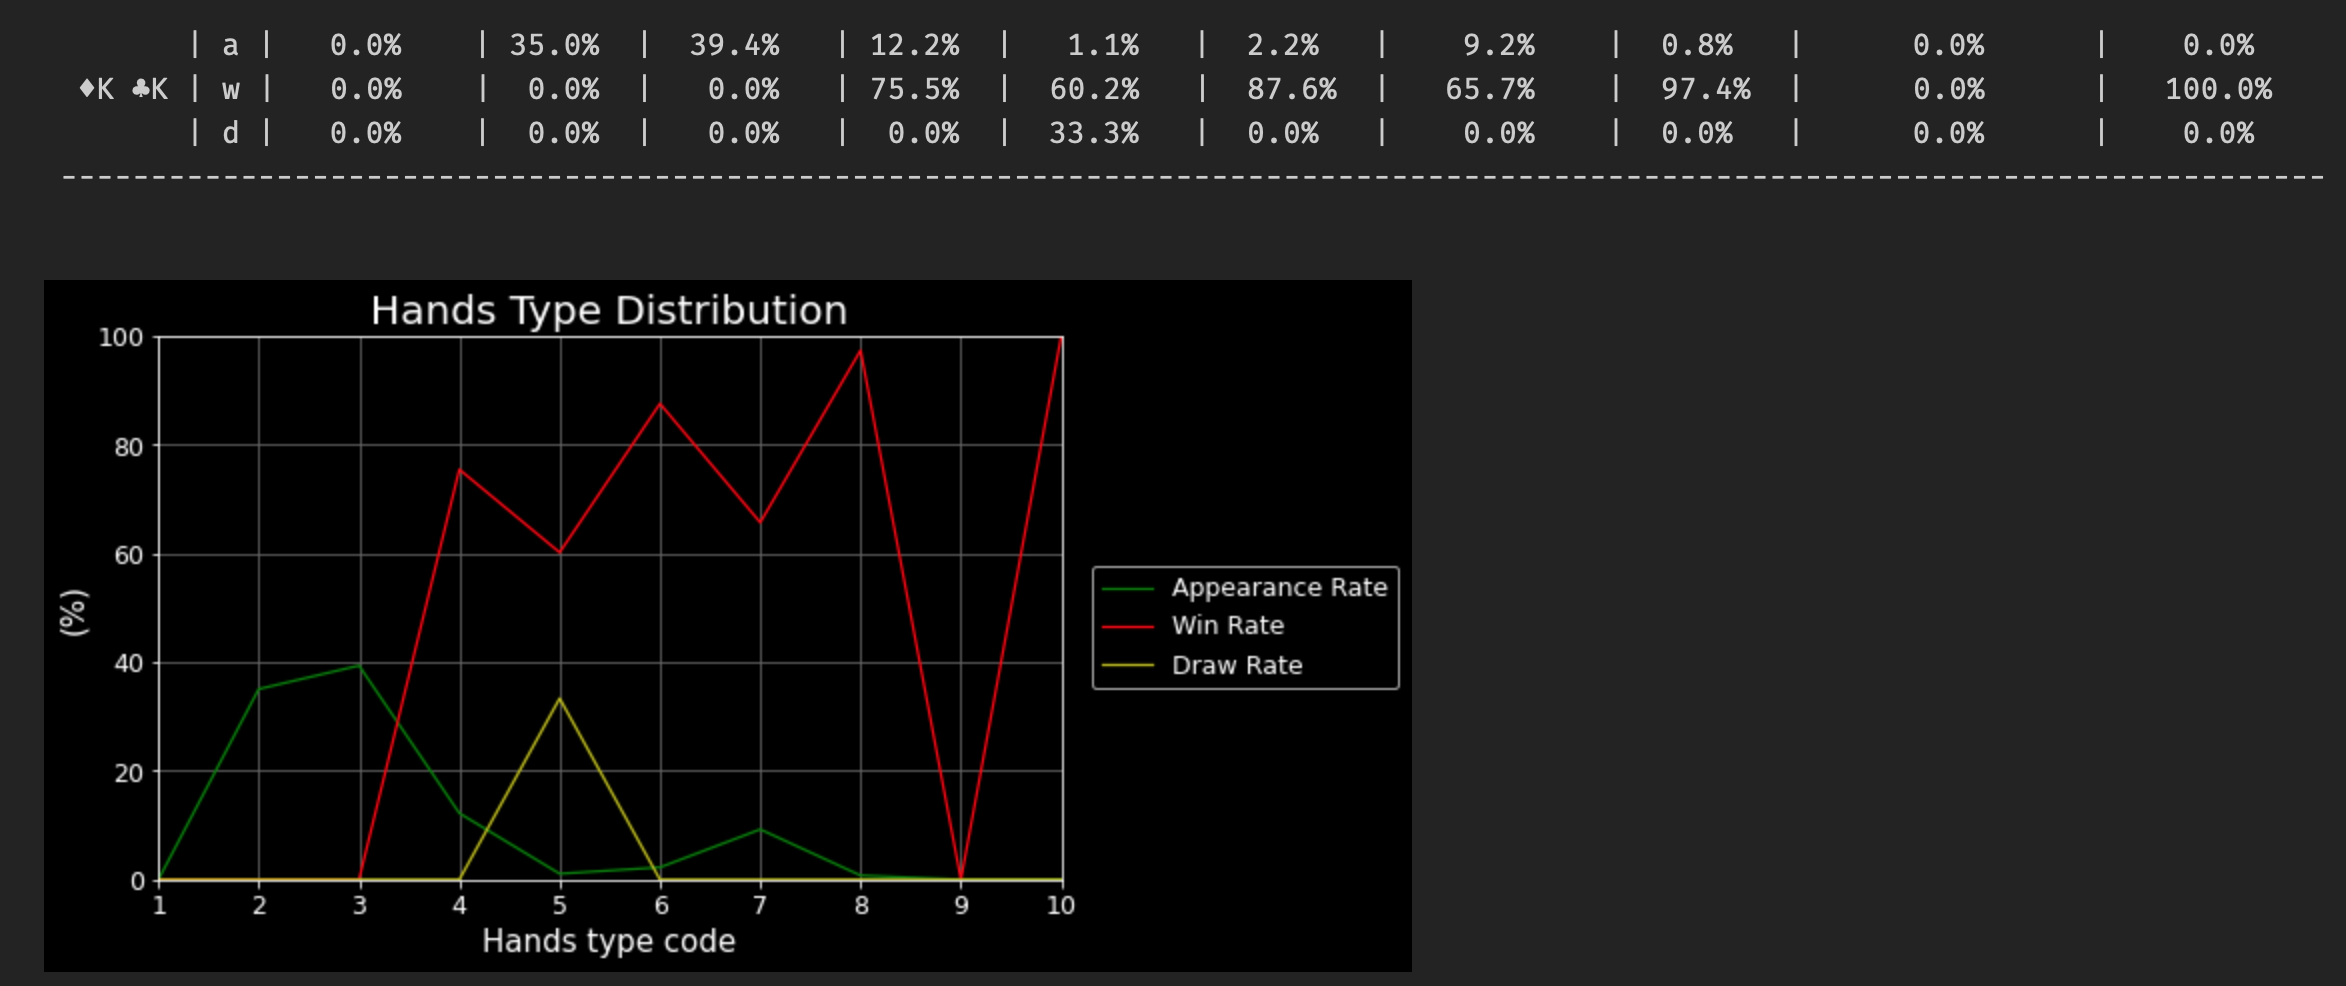 | a | 0.0% | 35.0% | 39.4% | 12.2% | 1.1% | 2.2% | 9.2% | 0.8% | 0.0% | 0.0%
♦K ♣K | w | 0.0% | 0.0% | 0.0% | 75.5% | 60.2% | 87.6% | 65.7% | 97.4% | 0.0% | 100.0%
| d | 0.0% | 0.0% | 0.0% | 0.0% | 33.3% | 0.0% | 0.0% | 0.0% | 0.0% | 0.0%
Hands Type Distribution
100
80
60
40
20
0
(%)
1 2 3 4 5 6 7 8 9 10
Hands type code
Appearance Rate
Win Rate
Draw Rate